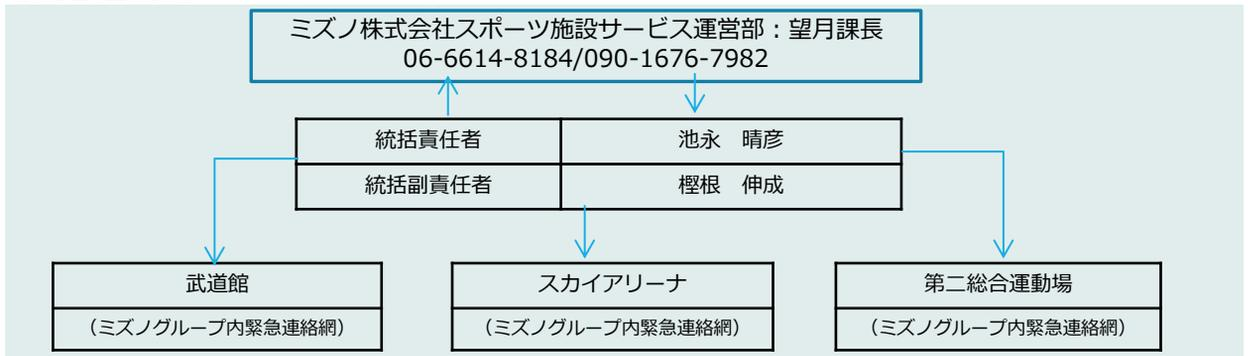 ミズノ株式会社スポーツ施設サービス運営部：望月課長
06-6614-8184/090-1676-7982
統括責任者 池永 晴彦
統括副責任者 樫根 伸成
武道館 スカイアリーナ 第二総合運動場
（ミズノグループ内緊急連絡網） （ミズノグループ内緊急連絡網） （ミズノグループ内緊急連絡網）